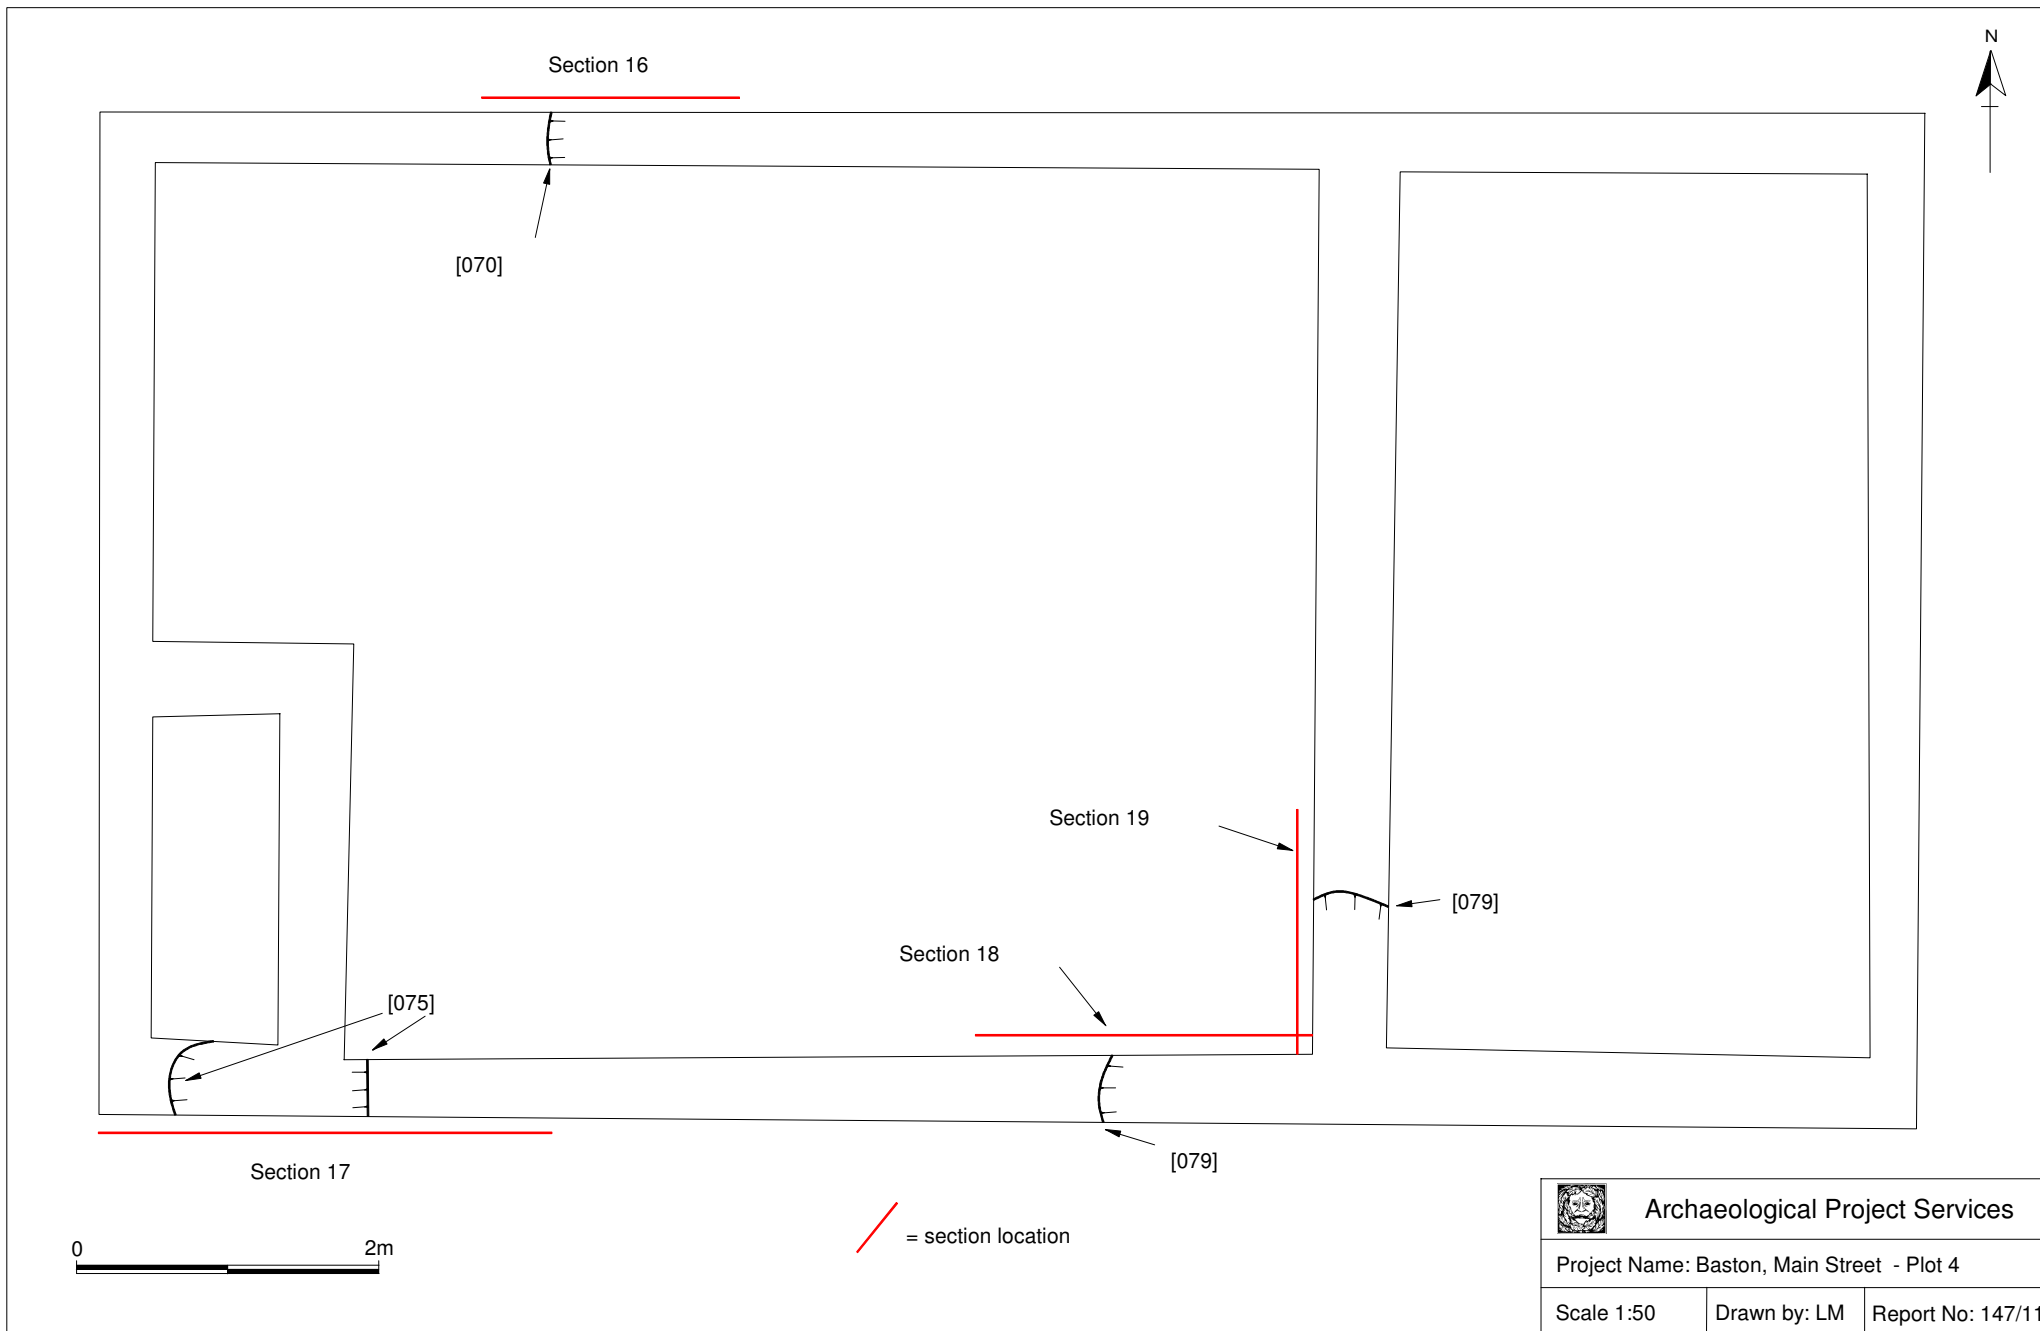 Section 16
N
[070]
Section 19
[079]
Section 18
[075]
[079]
Section 17
= section location
0 2m
Archaeological Project Services
Project Name: Baston, Main Street - Plot 4
Scale 1:50
Drawn by: LM
Report No: 147/11